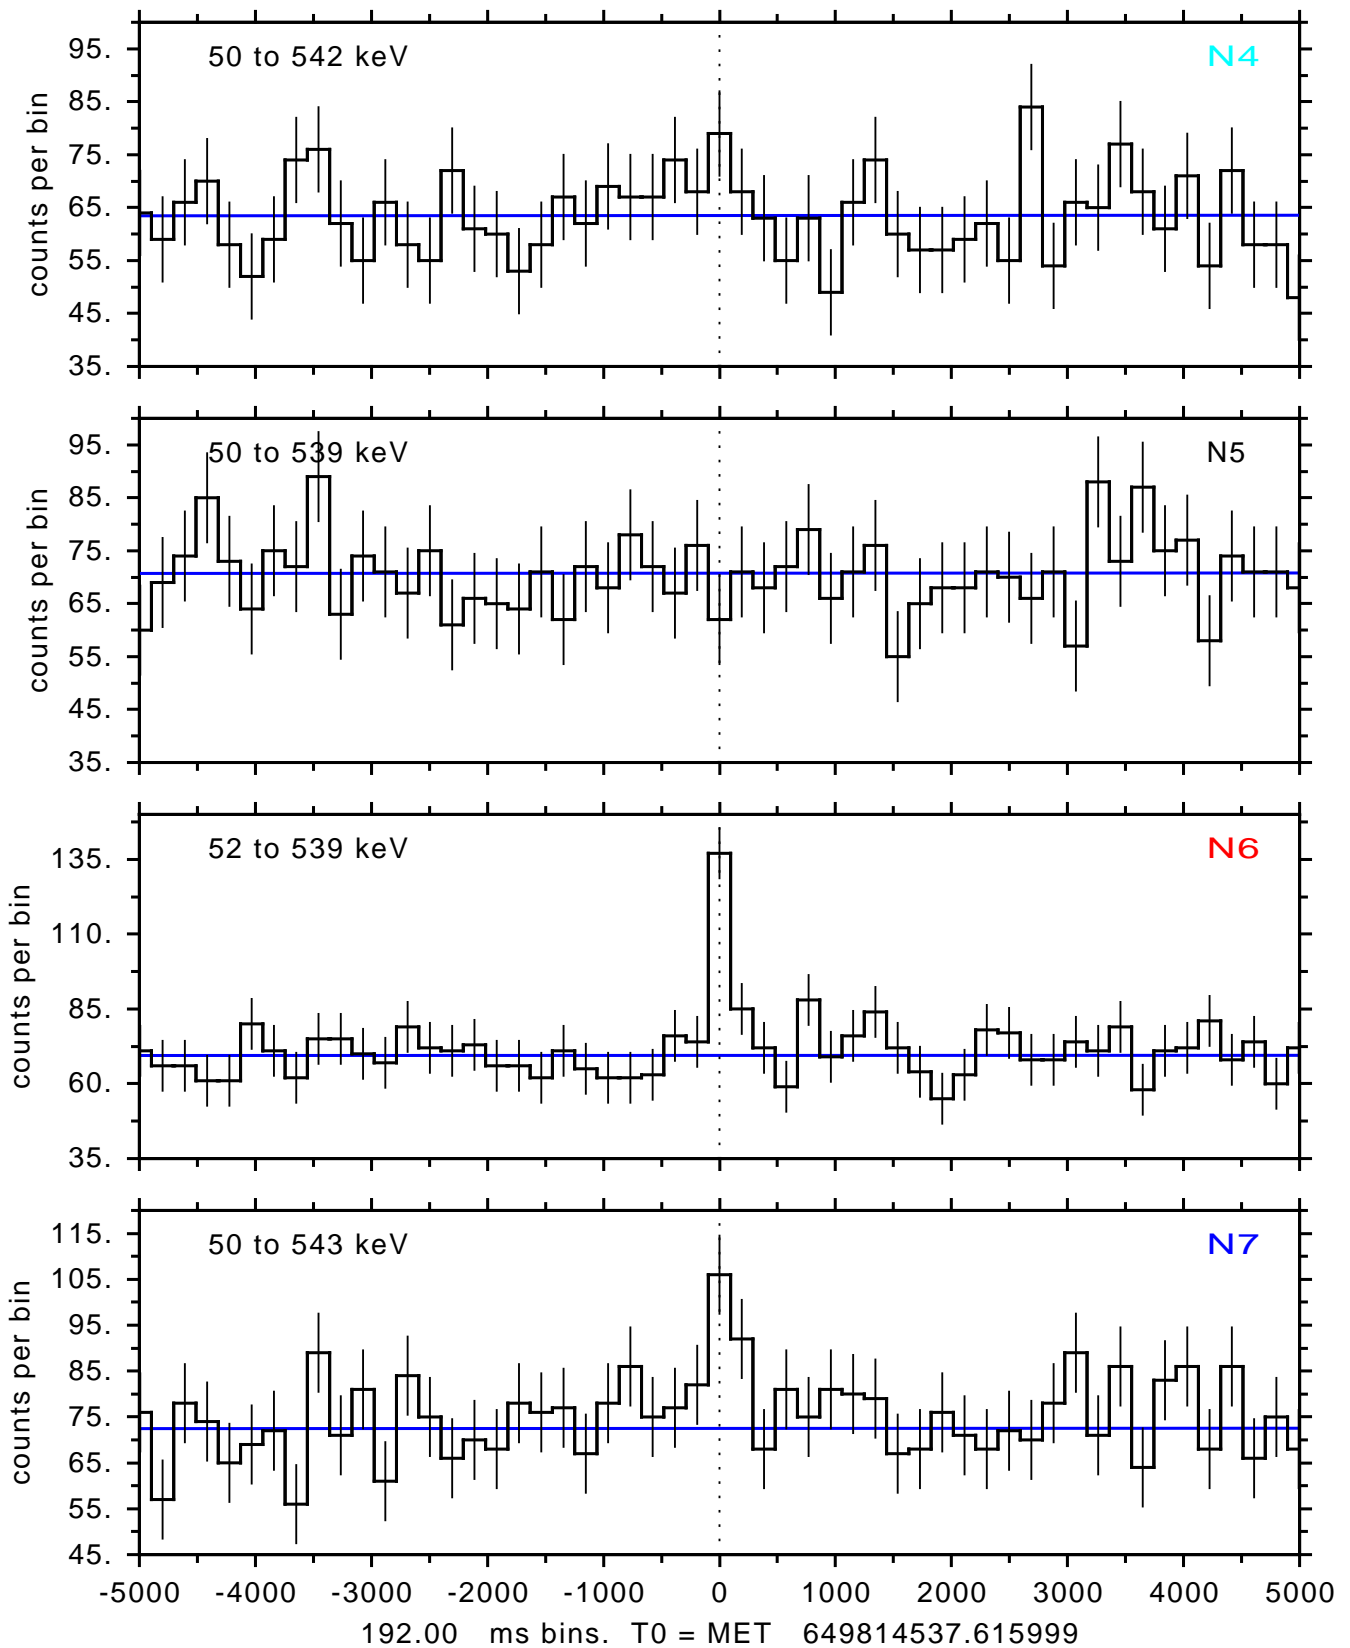 50 to 542 keV N4
95.
85.
75.
65.
55.
45.
35.
counts per bin
50 to 539 keV N5
95.
85.
75.
65.
55.
45.
35.
counts per bin
52 to 539 keV N6
135.
110.
85.
60.
35.
counts per bin
50 to 543 keV N7
115.
105.
95.
85.
75.
65.
55.
45.
counts per bin
-5000 -4000 -3000 -2000 -1000 0 1000 2000 3000 4000 5000
192.00 ms bins. T0 = MET 649814537.615999